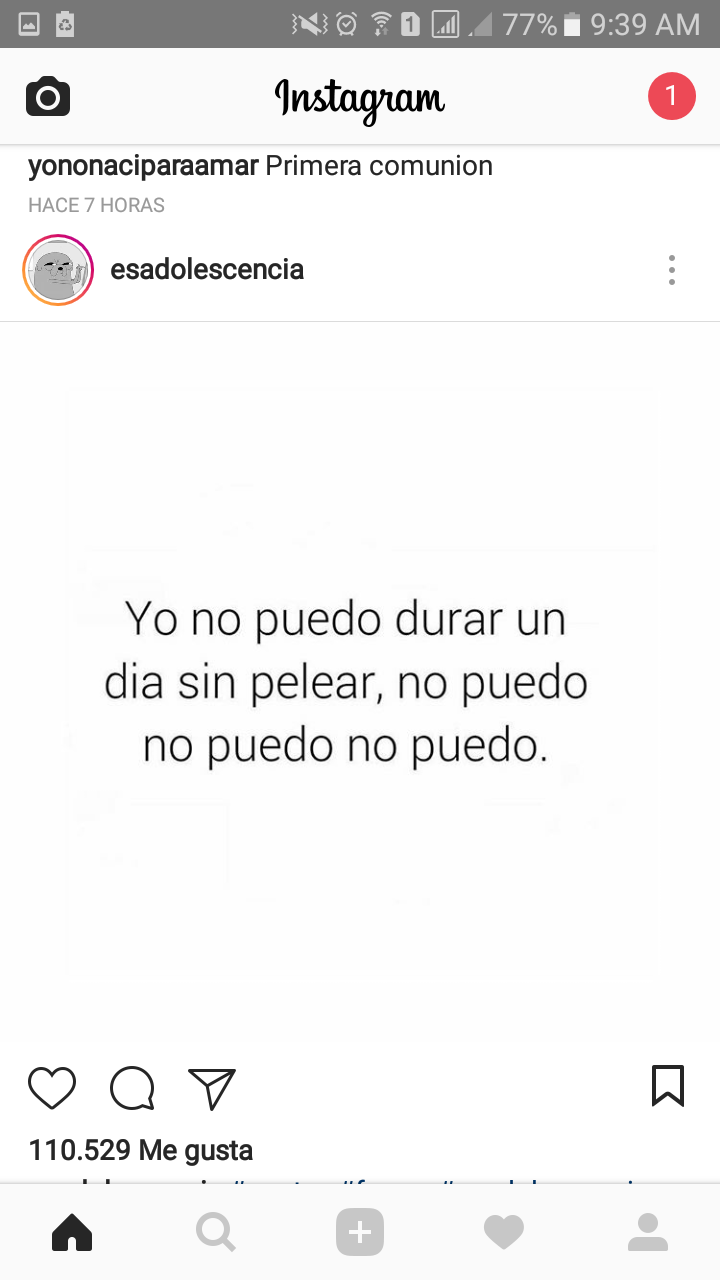 77% 9:39 AM
Instagram
1
yononaciparaamar Primera comunion
HACE 7 HORAS
esadolescencia
Yo no puedo durar un
dia sin pelear, no puedo
no puedo no puedo.
110.529 Me gusta